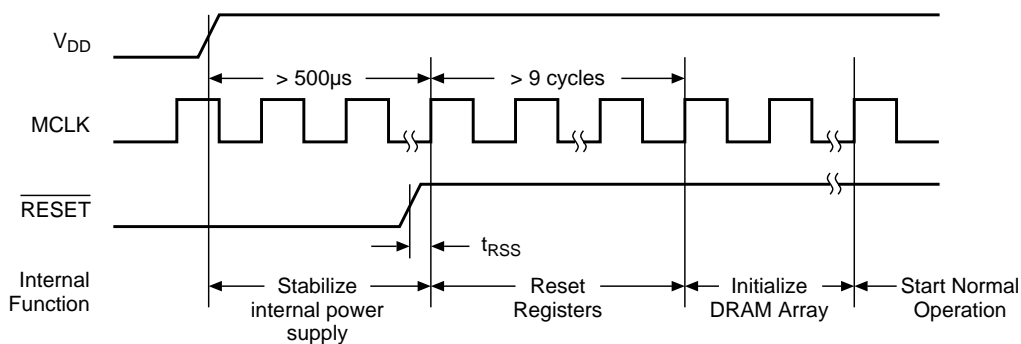 VDD
> 500µs
> 9 cycles
MCLK
RESET
tRSS
Internal
Function
Stabilize
internal power
supply
Reset
Registers
Initialize
DRAM Array
Start Normal
Operation